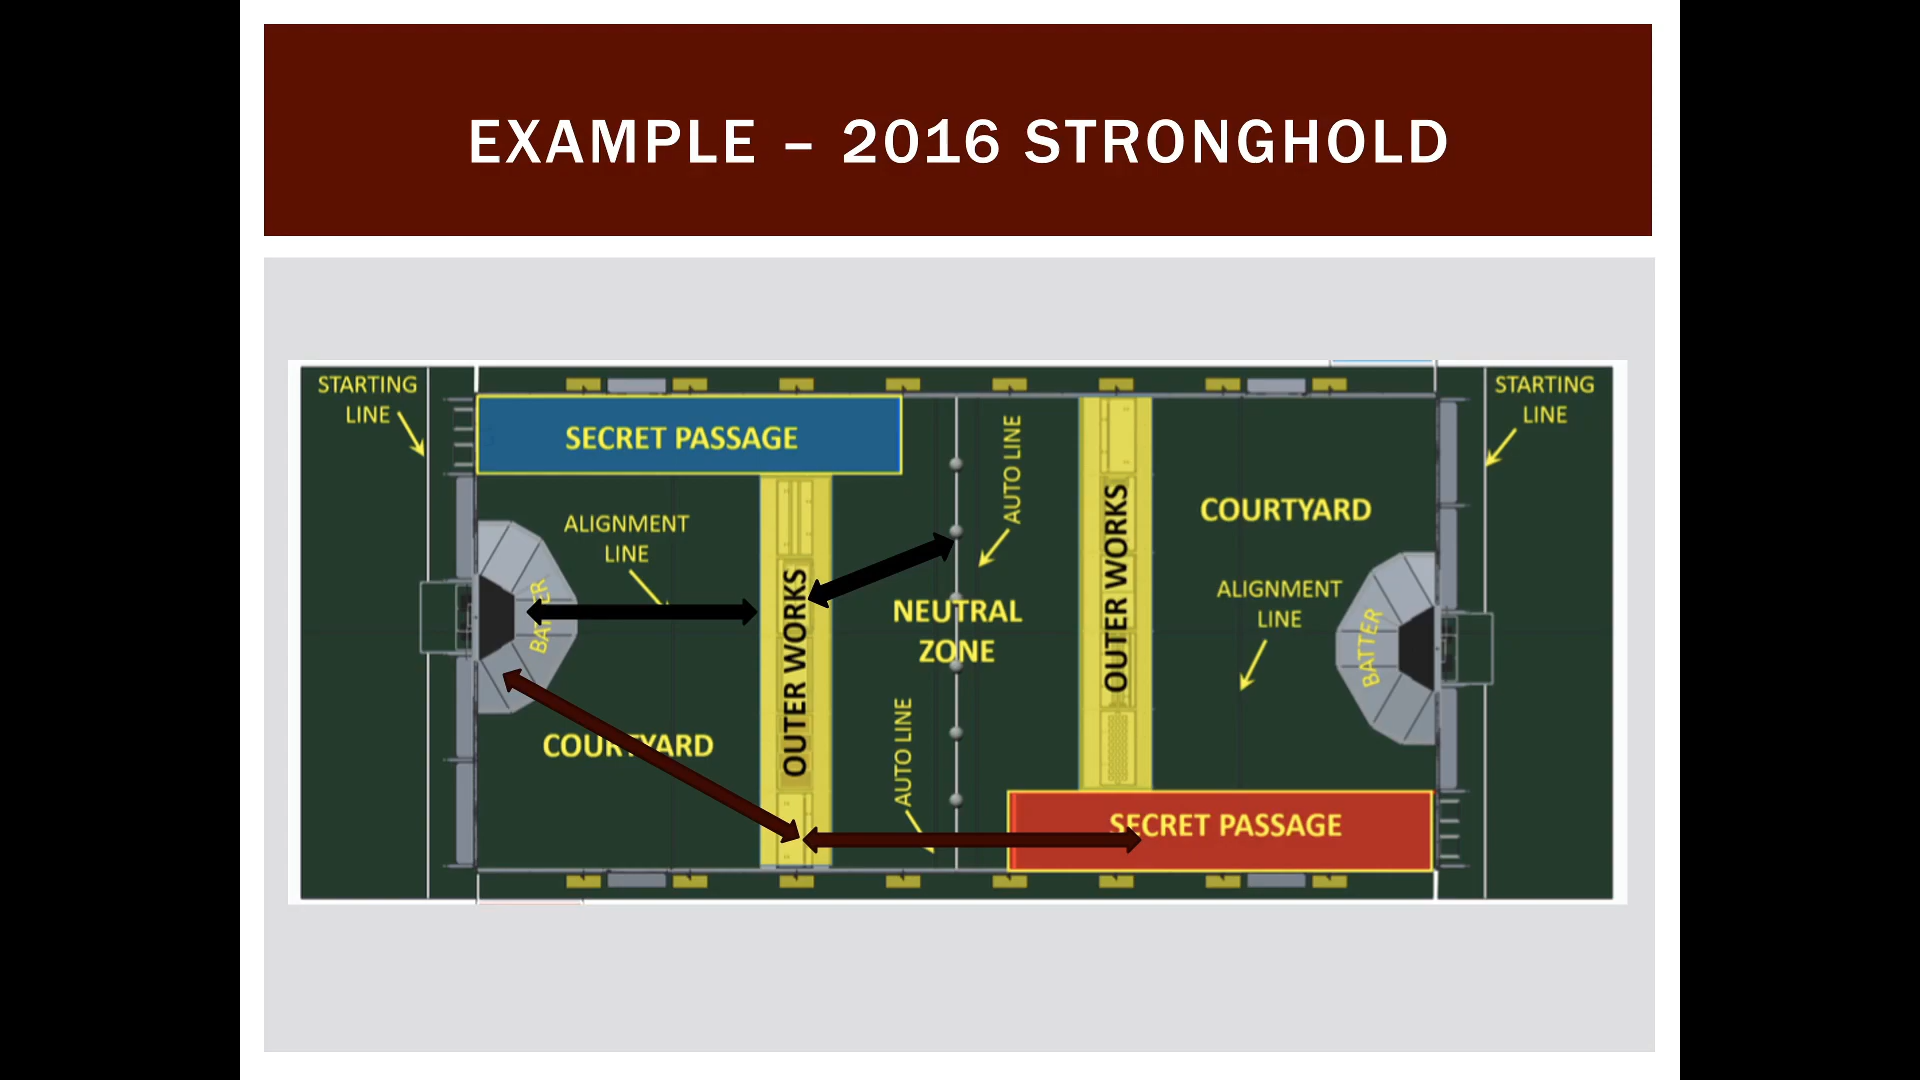 EXAMPLE – 2016 STRONGHOLD
STARTING
LINE
SECRET PASSAGE
AUTO LINE
STARTING
LINE
ALIGNMENT
LINE
OUTER WORKS
OUTER WORKS
COURTYARD
BATTER
NEUTRAL
ZONE
ALIGNMENT
LINE
BATTER
COURTYARD
AUTO LINE
SECRET PASSAGE